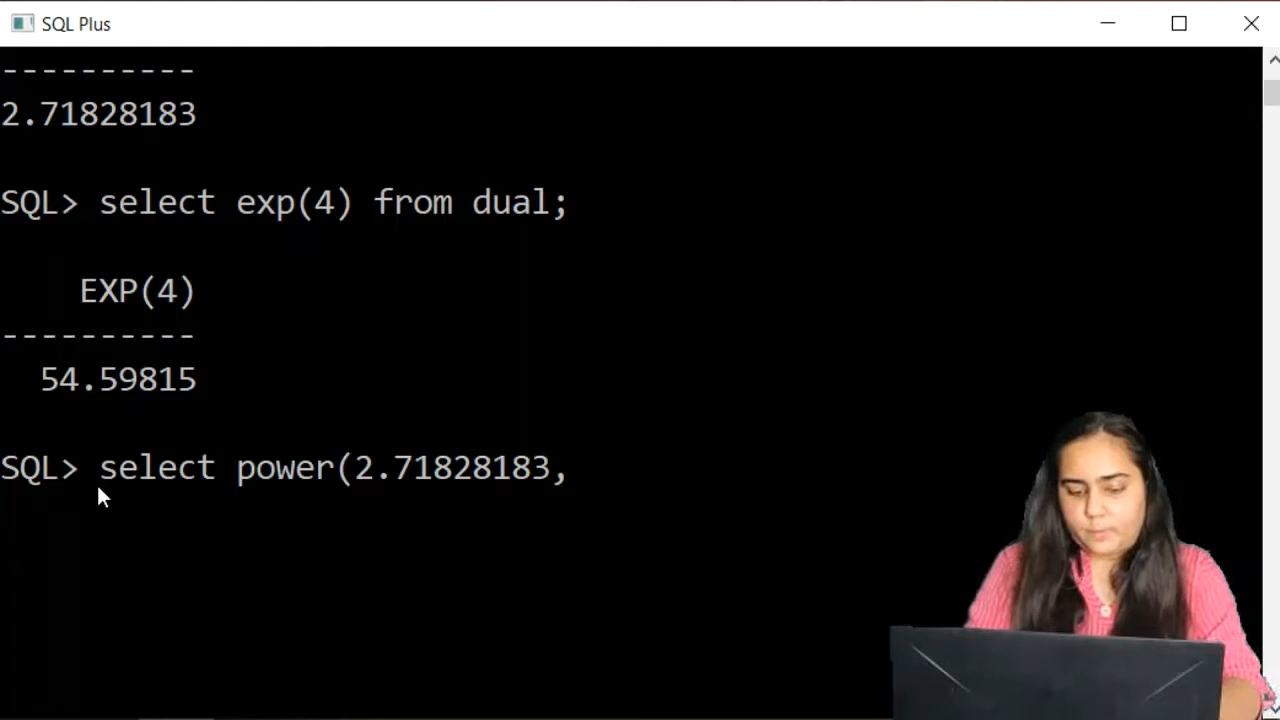 SQL Plus
----------
2.71828183
SQL> select exp(4) from dual;
EXP(4)
----------
54.59815
SQL> select power(2.71828183,